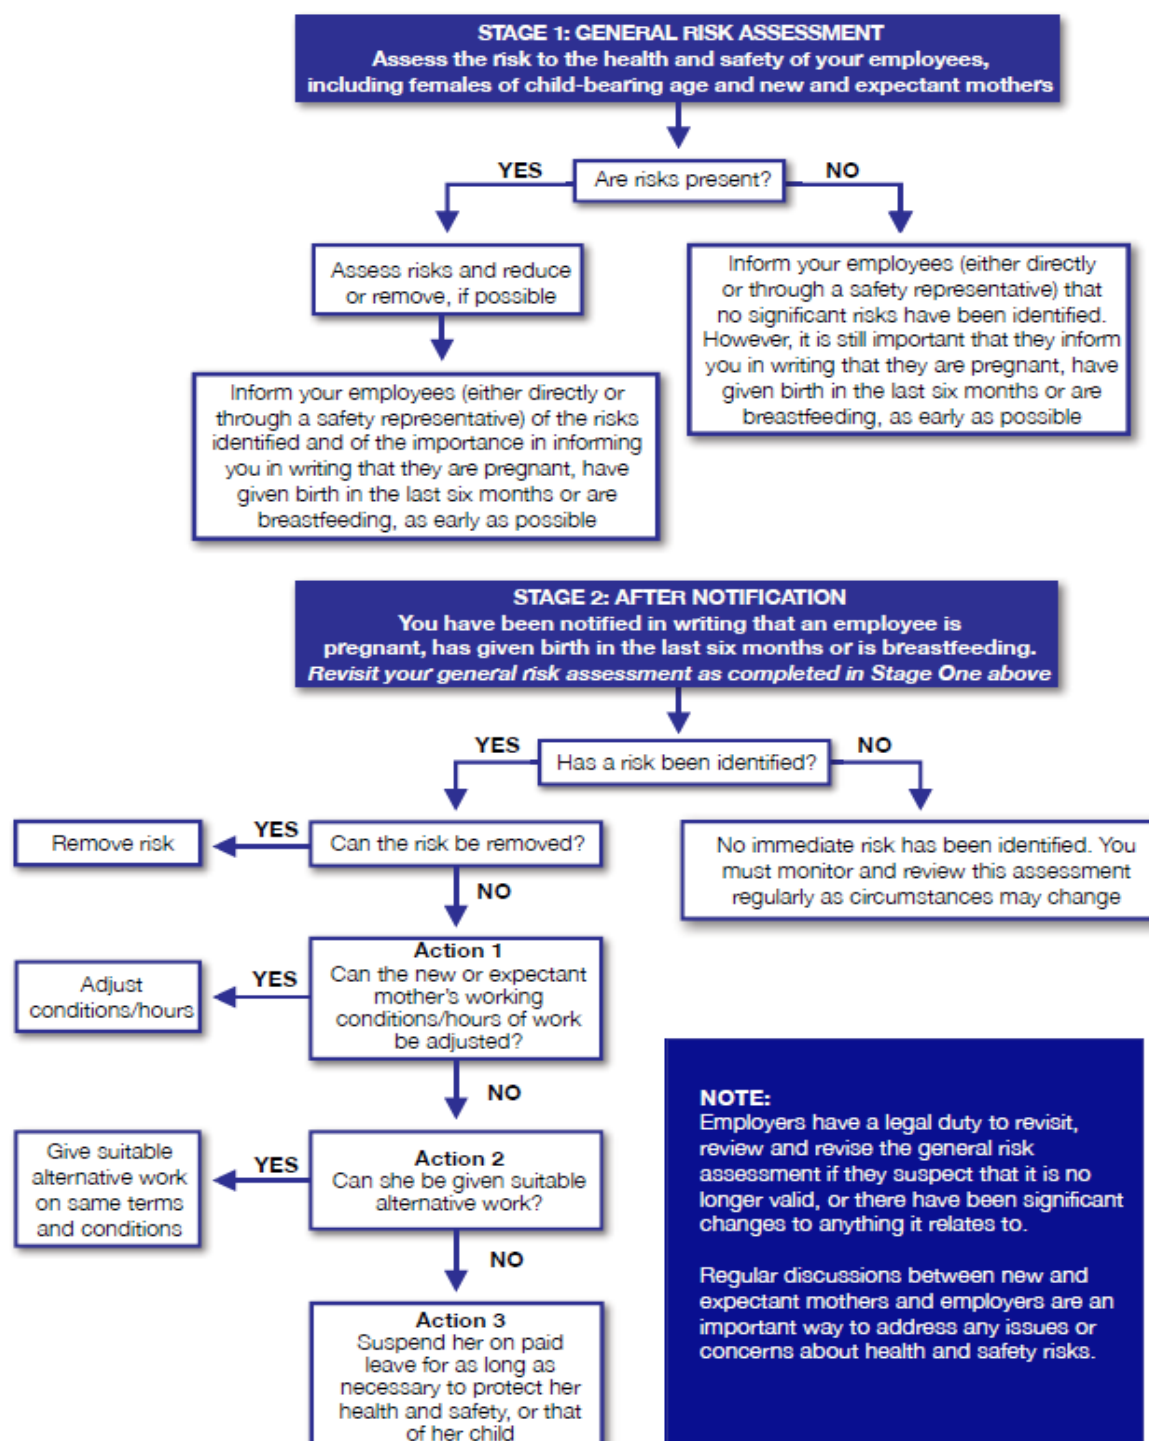 STAGE 1: GENERAL RISK ASSESSMENT
Assess the risk to the health and safety of your employees,
including females of child-bearing age and new and expectant mothers
Are risks present?
YES
NO
Assess risks and reduce
or remove, if possible
Inform your employees (either directly
or through a safety representative) that
no significant risks have been identified.
However, it is still important that they inform
you in writing that they are pregnant, have
given birth in the last six months or are
breastfeeding, as early as possible
Inform your employees (either directly or
through a safety representative) of the risks
identified and of the importance in informing
you in writing that they are pregnant, have
given birth in the last six months or are
breastfeeding, as early as possible
STAGE 2: AFTER NOTIFICATION
You have been notified in writing that an employee is
pregnant, has given birth in the last six months or is breastfeeding.
Revisit your general risk assessment as completed in Stage One above
Has a risk been identified?
YES
NO
Can the risk be removed?
YES
Remove risk
No immediate risk has been identified. You
must monitor and review this assessment
regularly as circumstances may change
NO
Action 1
Can the new or expectant
mother's working
conditions/hours of work
be adjusted?
YES
Adjust
conditions/hours
NO
Action 2
Can she be given suitable
alternative work?
YES
Give suitable
alternative work
on same terms
and conditions
NO
Action 3
Suspend her on paid
leave for as long as
necessary to protect her
health and safety, or that
of her child
NOTE:
Employers have a legal duty to revisit,
review and revise the general risk
assessment if they suspect that it is no
longer valid, or there have been significant
changes to anything it relates to.
Regular discussions between new and
expectant mothers and employers are an
important way to address any issues or
concerns about health and safety risks.